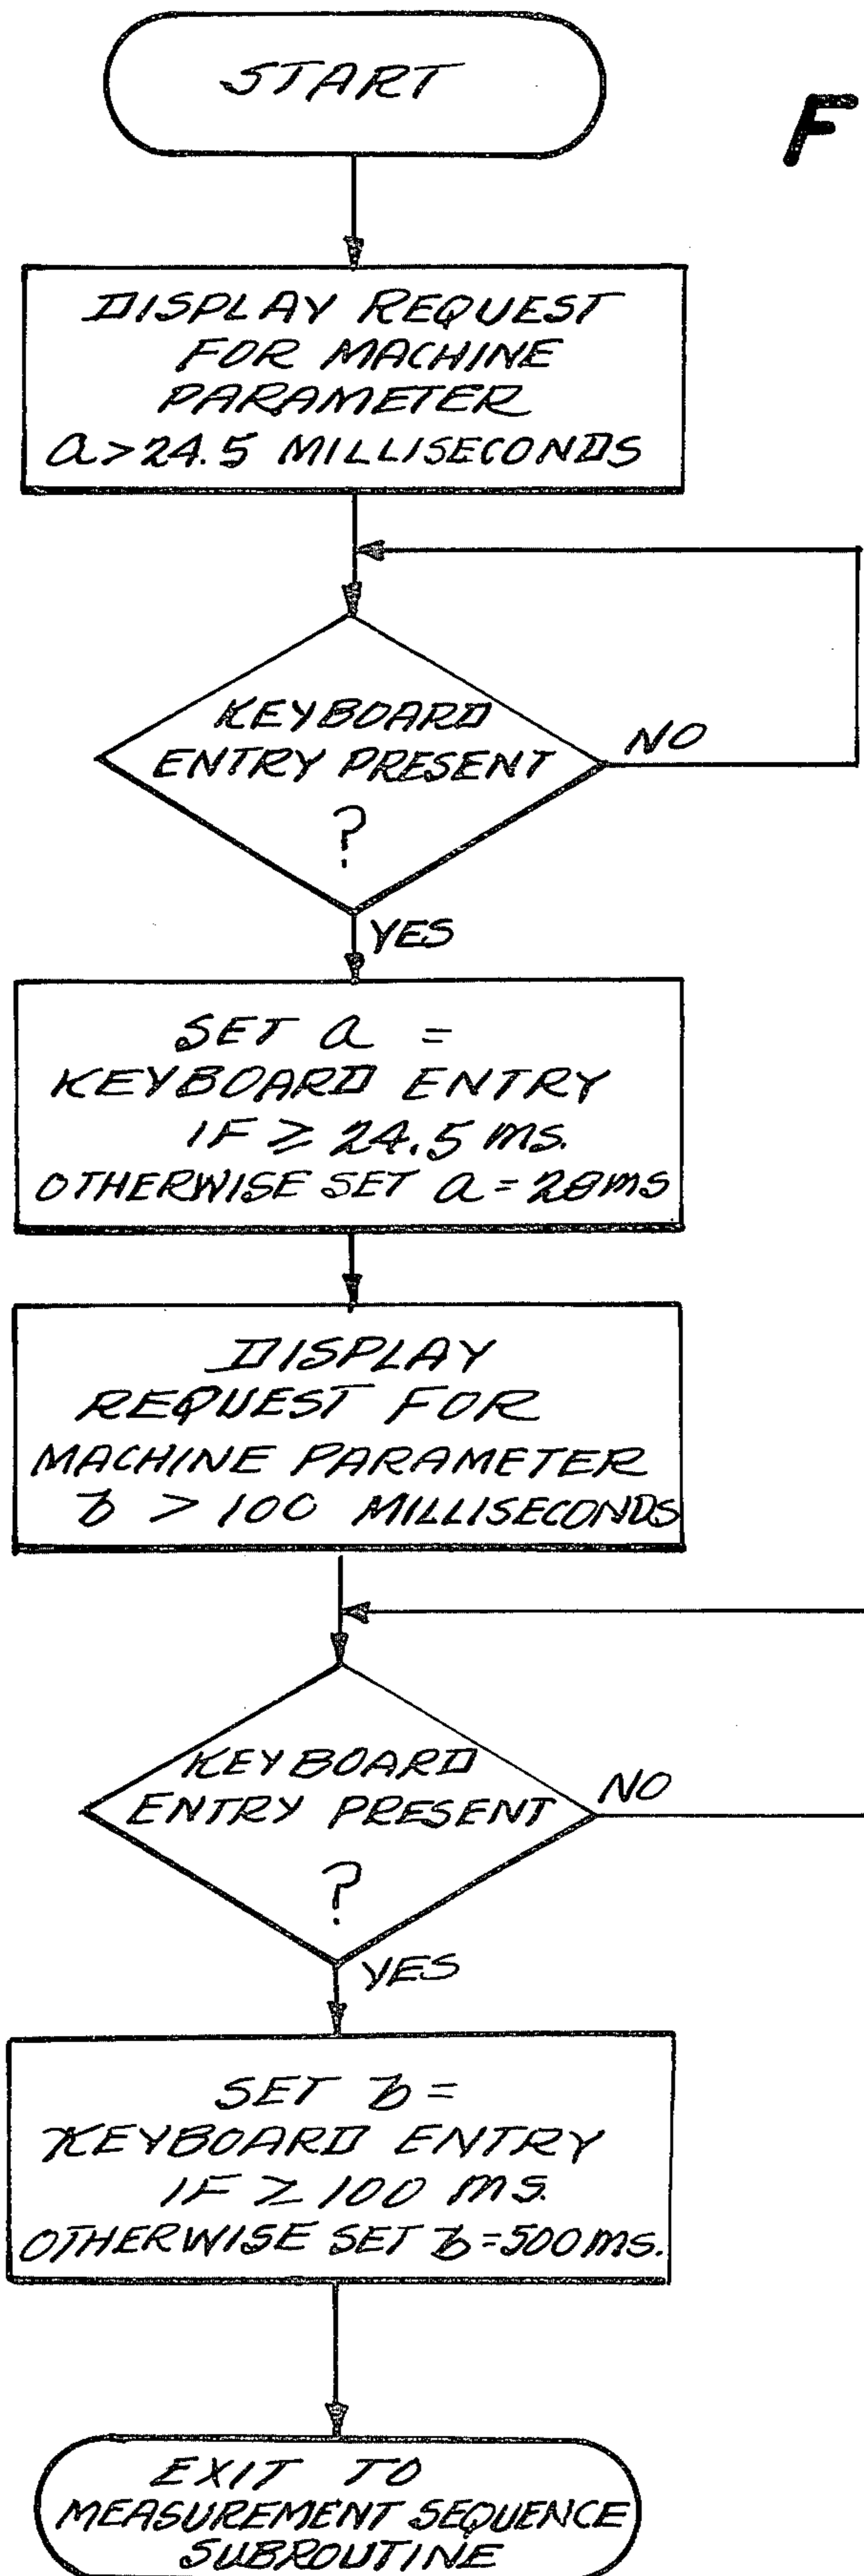 START
F
DISPLAY REQUEST
FOR MACHINE
PARAMETER
a > 24.5 MILLISECONDS
KEYBOARD
ENTRY PRESENT
?
NO
YES
SET a =
KEYBOARD ENTRY
IF ≥ 24.5 ms.
OTHERWISE SET a = 28ms
DISPLAY
REQUEST FOR
MACHINE PARAMETER
b > 100 MILLISECONDS
KEYBOARD
ENTRY PRESENT
?
NO
YES
SET b =
KEYBOARD ENTRY
IF ≥ 100 ms.
OTHERWISE SET b = 500ms.
EXIT TO
MEASUREMENT SEQUENCE
SUBROUTINE